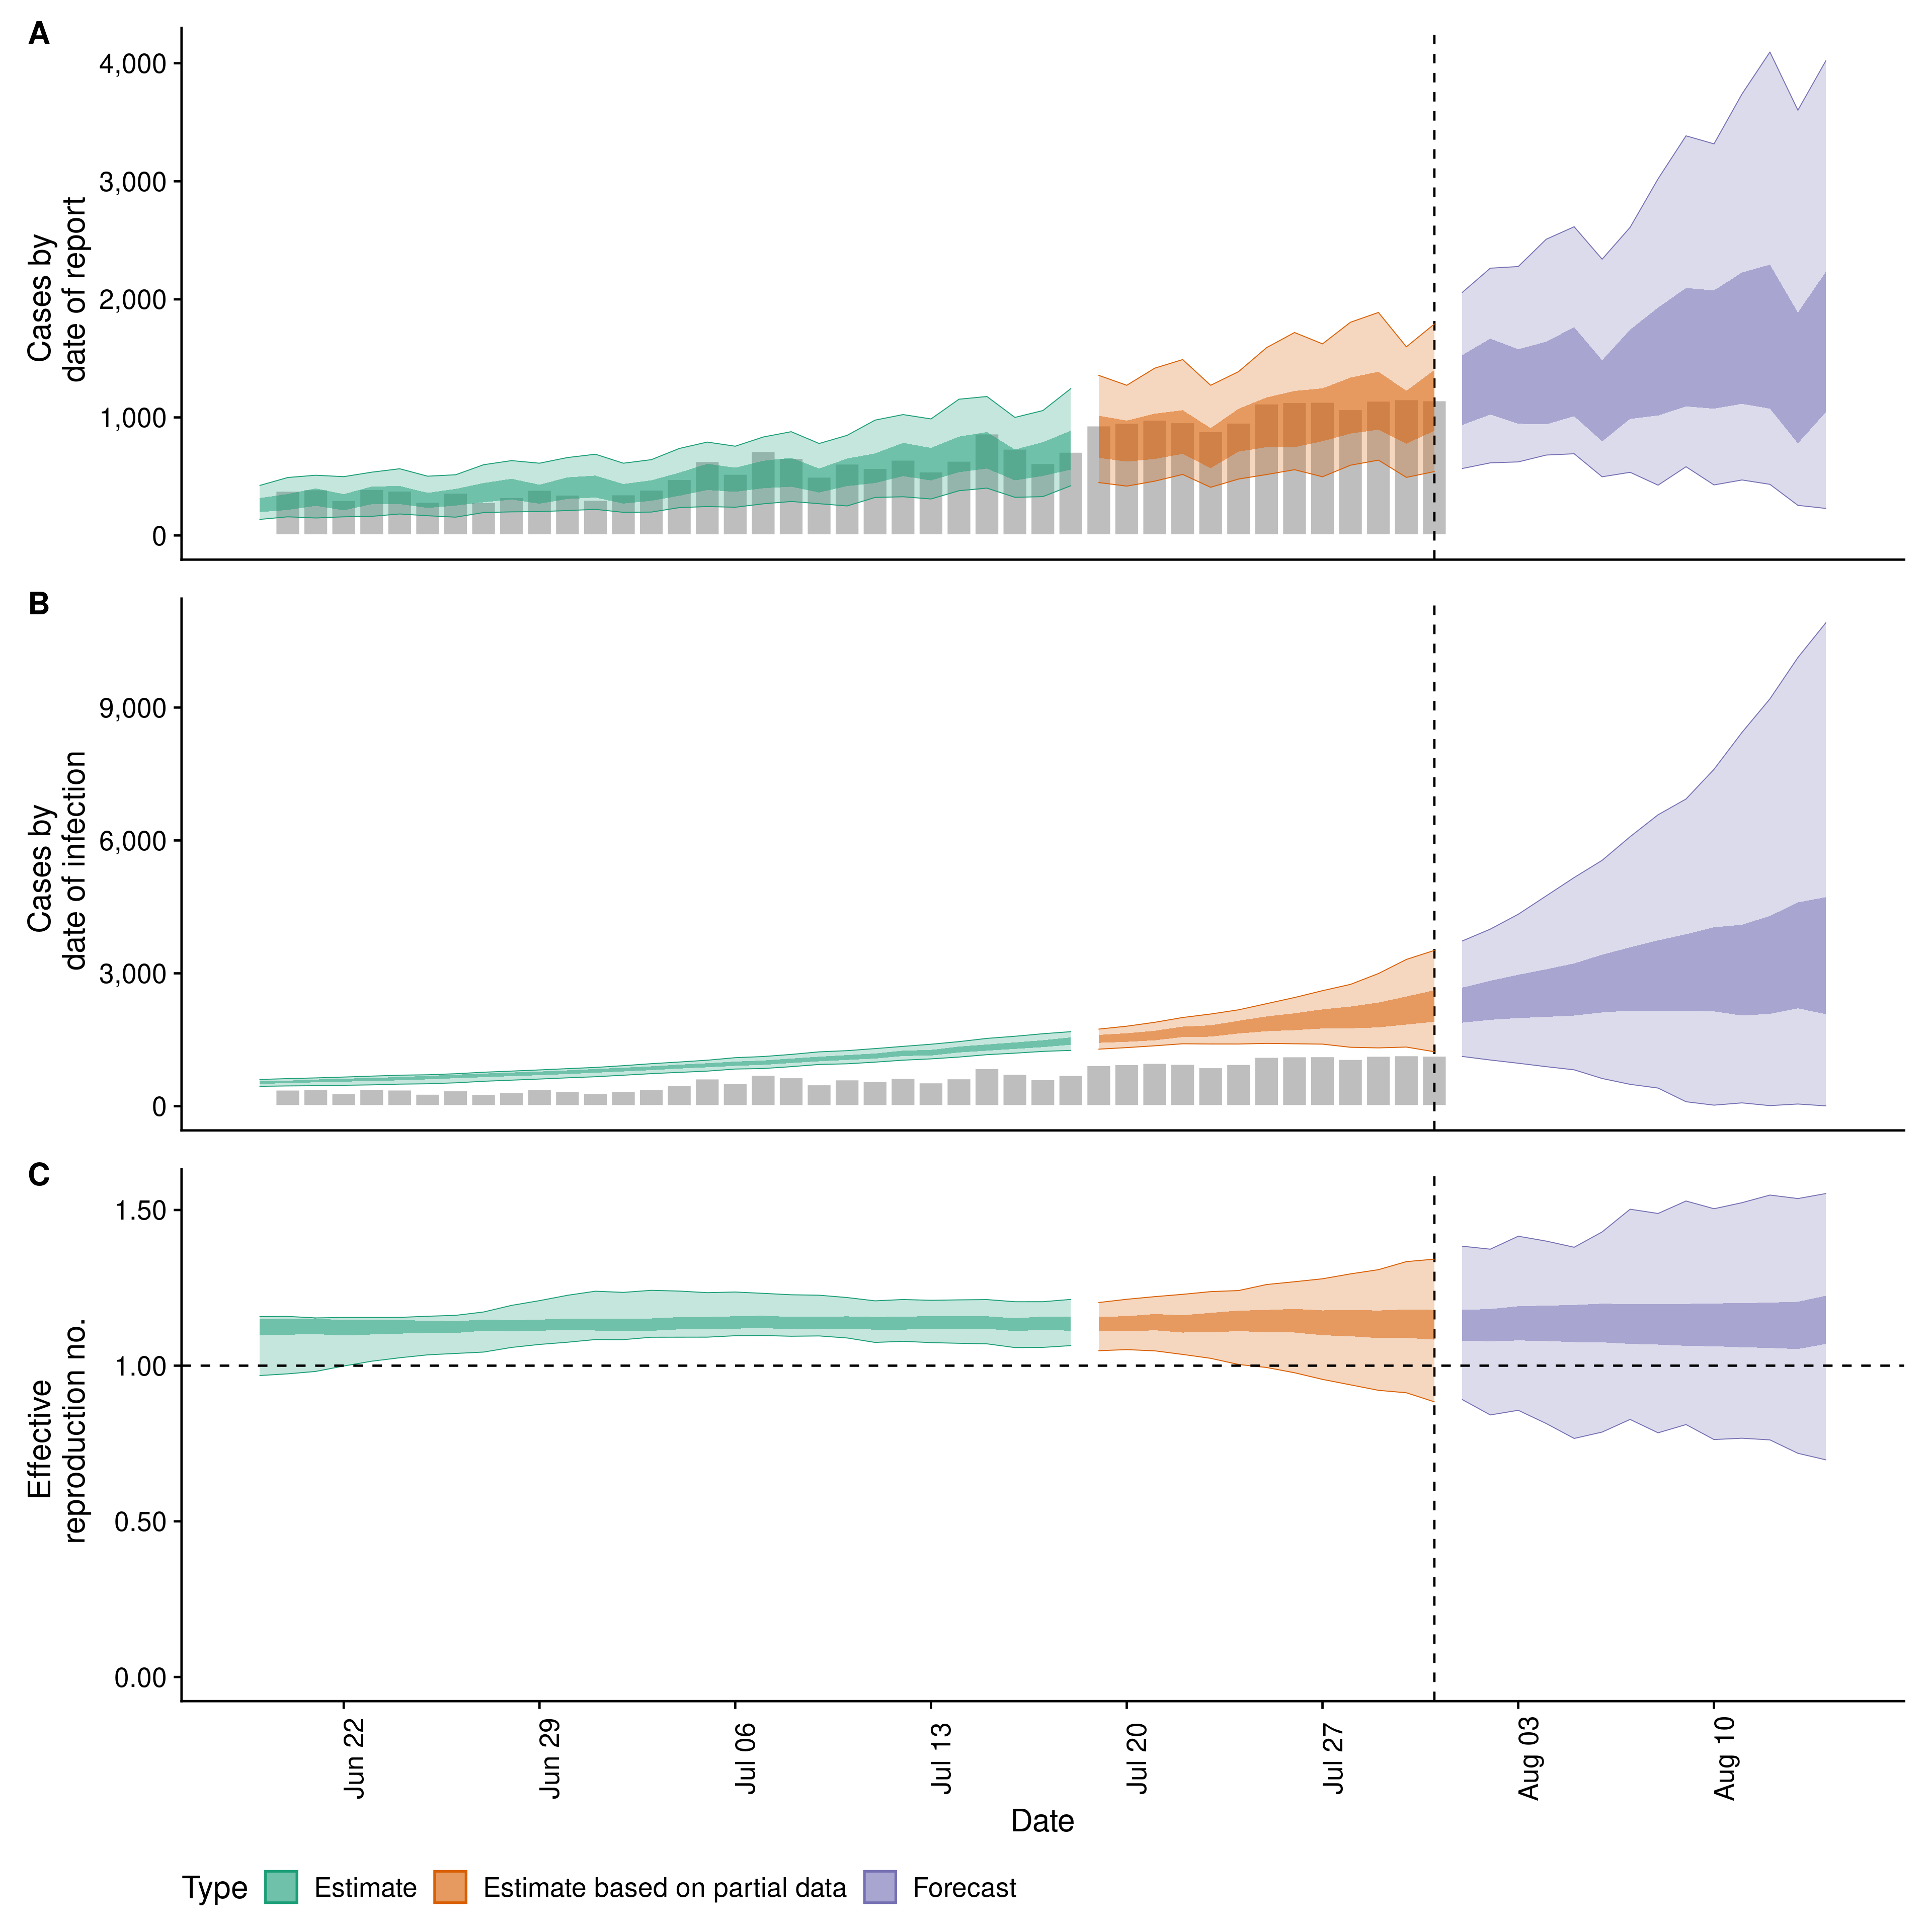 A
4,000
3,000
2,000
1,000
0
Cases by
date of report
B
9,000
6,000
3,000
0
Cases by
date of infection
C
1.50
1.00
0.50
0.00
Effective
reproduction no.
Jun 22
Jun 29
Jul 06
Jul 13
Jul 20
Jul 27
Aug 03
Aug 10
Date
Type Estimate Estimate based on partial data Forecast